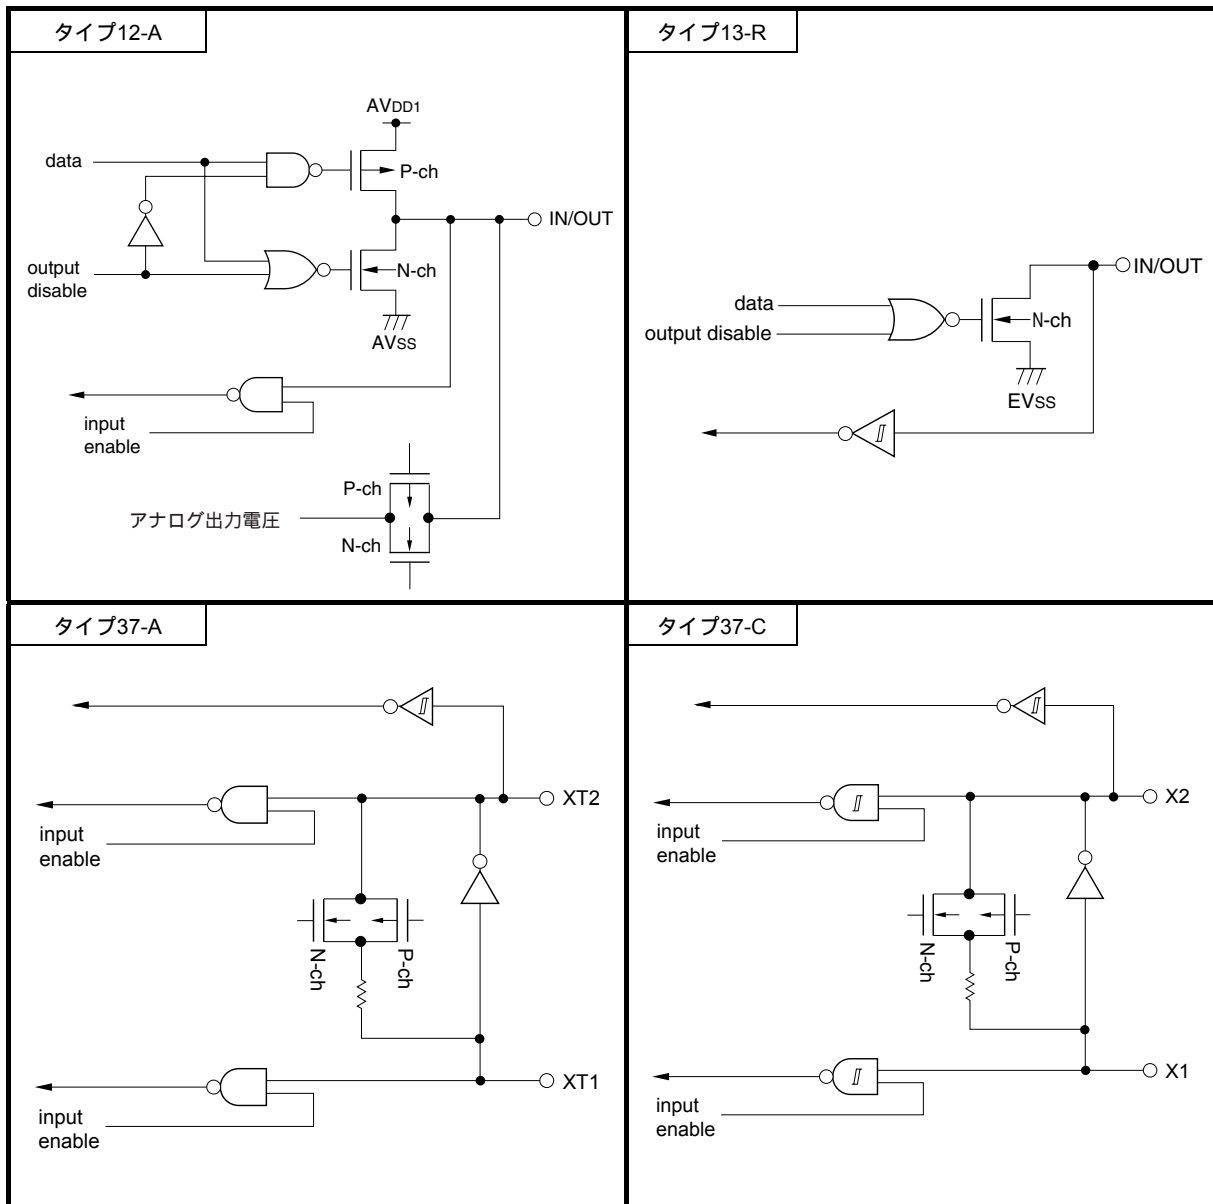 タイプ12-A
AVDD1
data
P-ch
IN/OUT
output
disable
N-ch
AVSS
input
enable
P-ch
アナログ出力電圧
N-ch
タイプ13-R
IN/OUT
data
output disable
N-ch
EVSS
タイプ37-A
XT2
input
enable
N-ch
P-ch
XT1
input
enable
タイプ37-C
X2
input
enable
N-ch
P-ch
X1
input
enable